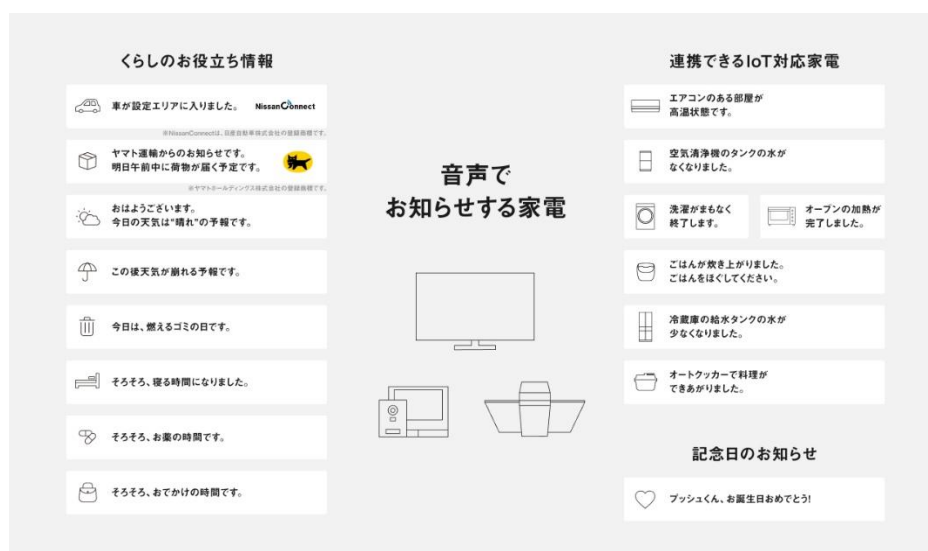 くらしのお役立ち情報
車が設定エリアに入りました。 NissanConnect
※NissanConnectは、日産自動車株式会社の登録商標です。
ヤマト運輸からのお知らせです。
明日午前中に荷物が届く予定です。
※ヤマトホールディングス株式会社の登録商標です。
おはようございます。
今日の天気は“晴れ”の予報です。
この後天気が崩れる予報です。
今日は、燃えるゴミの日です。
そろそろ、寝る時間になりました。
そろそろ、お薬の時間です。
そろそろ、おでかけの時間です。
音声で
お知らせする家電
連携できるIoT対応家電
エアコンのある部屋が
高温状態です。
空気清浄機のタンクの水が
なくなりました。
洗濯がまもなく
終了します。
オーブンの加熱が
完了しました。
ごはんが炊き上がりました。
ごはんをほぐしてください。
冷蔵庫の給水タンクの水が
少なくなりました。
オートクッカーで料理が
できあがりました。
記念日のお知らせ
プッシュくん、お誕生日おめでとう!